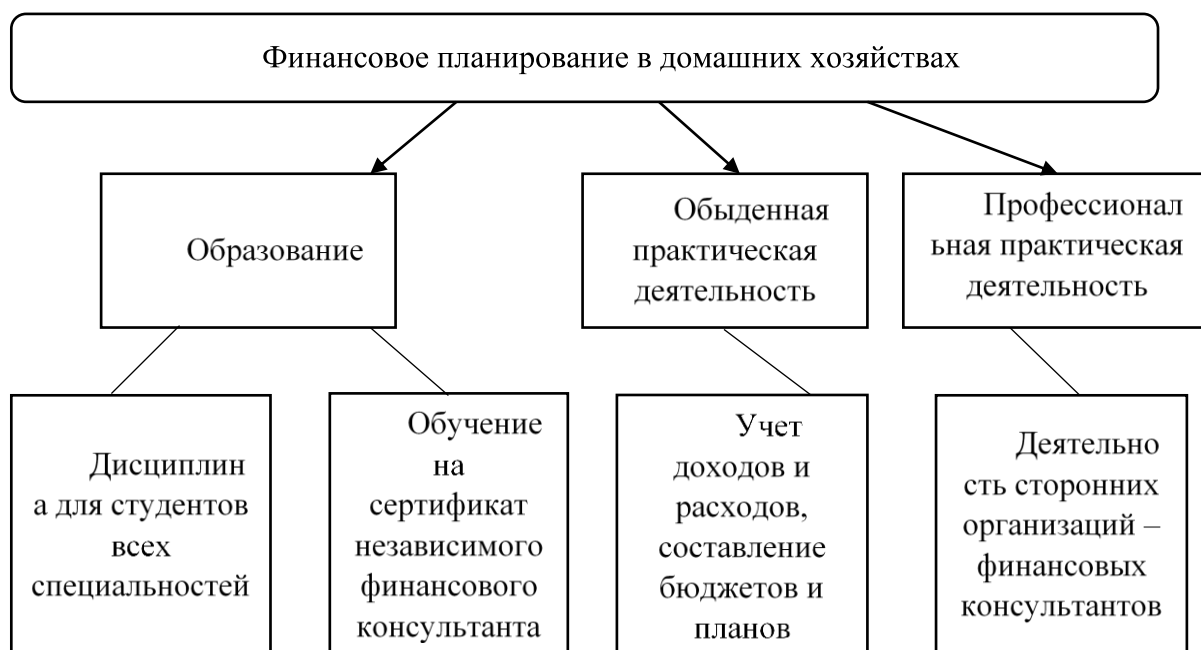 Финансовое планирование в домашних хозяйствах
Образование
Обыденная
практическая
деятельность
Профессионал
ьная практическая
деятельность
Дисциплин
а для студентов
всех
специальностей
Обучение
на
сертификат
независимого
финансового
консультанта
Учет
доходов и
расходов,
составление
бюджетов и
планов
Деятельно
сть сторонних
организаций –
финансовых
консультантов